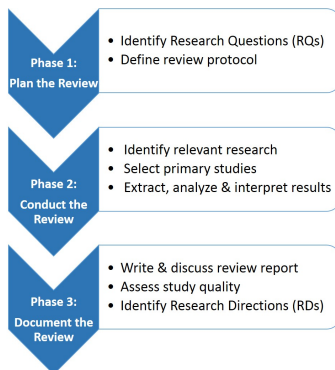 Phase 1:
Plan the Review
• Identify Research Questions (RQs)
• Define review protocol
Phase 2:
Conduct the
Review
• Identify relevant research
• Select primary studies
• Extract, analyze & interpret results
Phase 3:
Document the
Review
• Write & discuss review report
• Assess study quality
• Identify Research Directions (RDs)